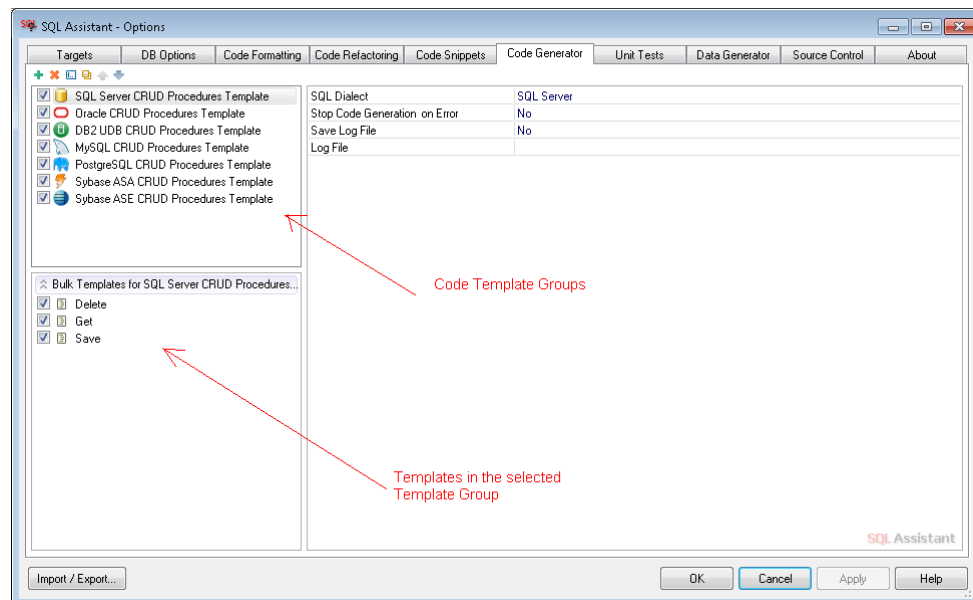 SQL Assistant - Options
Targets
DB Options
Code Formatting
Code Refactoring
Code Snippets
Code Generator
Unit Tests
Data Generator
Source Control
About
SQL Server CRUD Procedures Template
Oracle CRUD Procedures Template
DB2 UDB CRUD Procedures Template
MySQL CRUD Procedures Template
PostgreSQL CRUD Procedures Template
Sybase ASA CRUD Procedures Template
Sybase ASE CRUD Procedures Template
SQL Dialect SQL Server
Stop Code Generation on Error No
Save Log File No
Log File
Code Template Groups
Bulk Templates for SQL Server CRUD Procedures...
Delete
Get
Save
Templates in the selected
Template Group
SQL Assistant
Import / Export...
OK
Cancel
Apply
Help